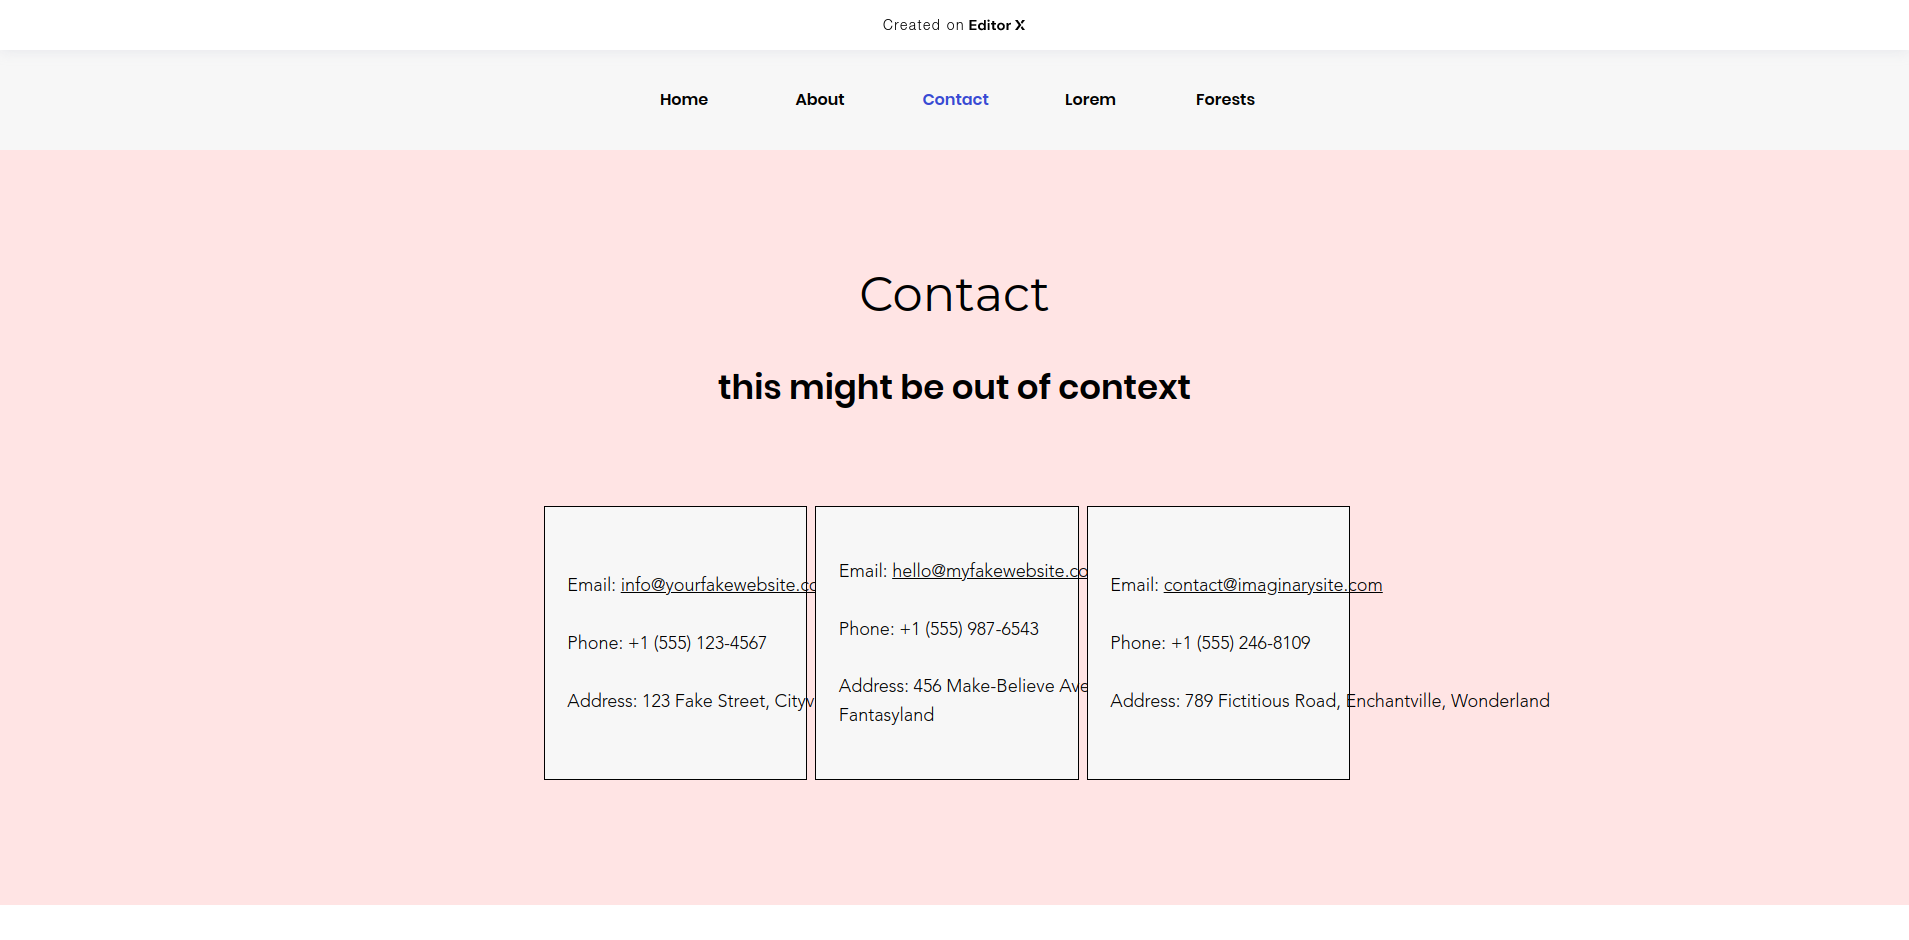 Created on Editor X
Home About Contact Lorem Forests
Contact
this might be out of context
Email: info@yourfakewebsite.co
Phone: +1 (555) 123-4567
Address: 123 Fake Street, Cityv
Email: hello@myfakewebsite.co
Phone: +1 (555) 987-6543
Address: 456 Make-Believe Ave
Fantasyland
Email: contact@imaginarysite.com
Phone: +1 (555) 246-8109
Address: 789 Fictitious Road, Enchantville, Wonderland